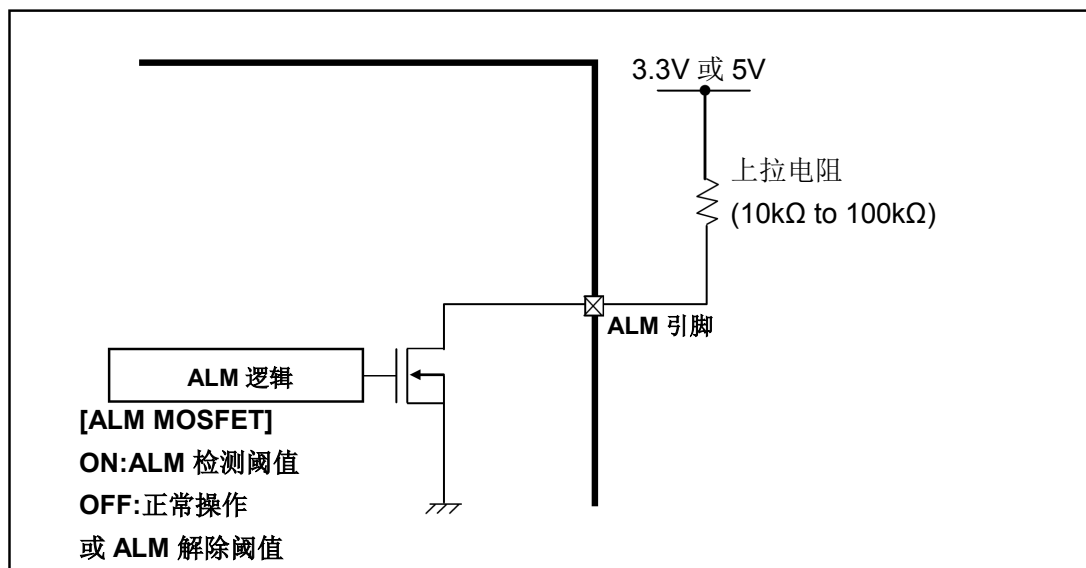 3.3V 或 5V
上拉电阻
(10kΩ to 100kΩ)
ALM 引脚
ALM 逻辑
[ALM MOSFET]
ON:ALM 检测阈值
OFF:正常操作
或 ALM 解除阈值